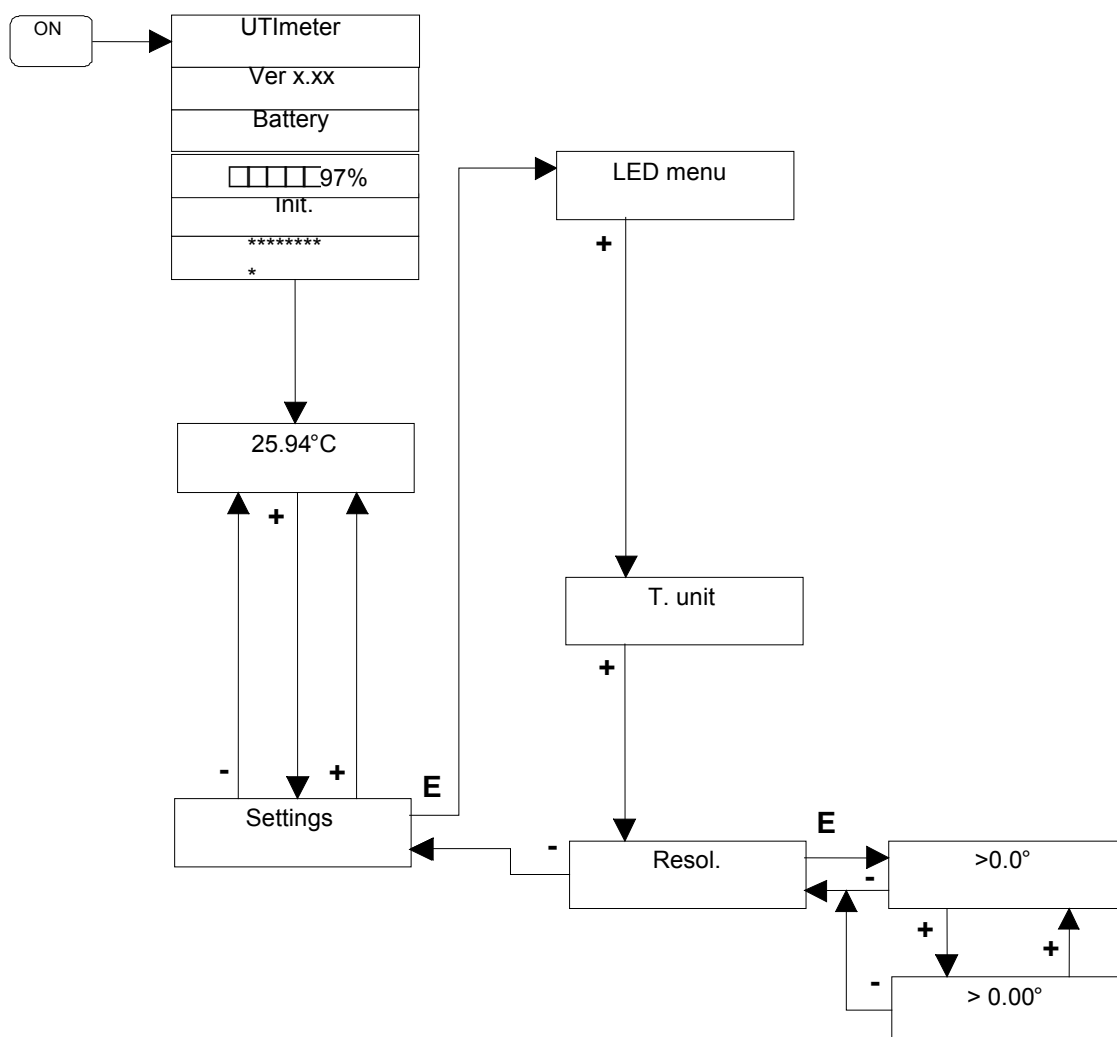 ON
UTImeter
Ver x.xx
Battery
97%
Init.
********
*
LED menu
+
25.94°C
+
T. unit
+
-
+
E
Settings
-
Resol.
E
>0.0°
-
+
+
-
> 0.00°